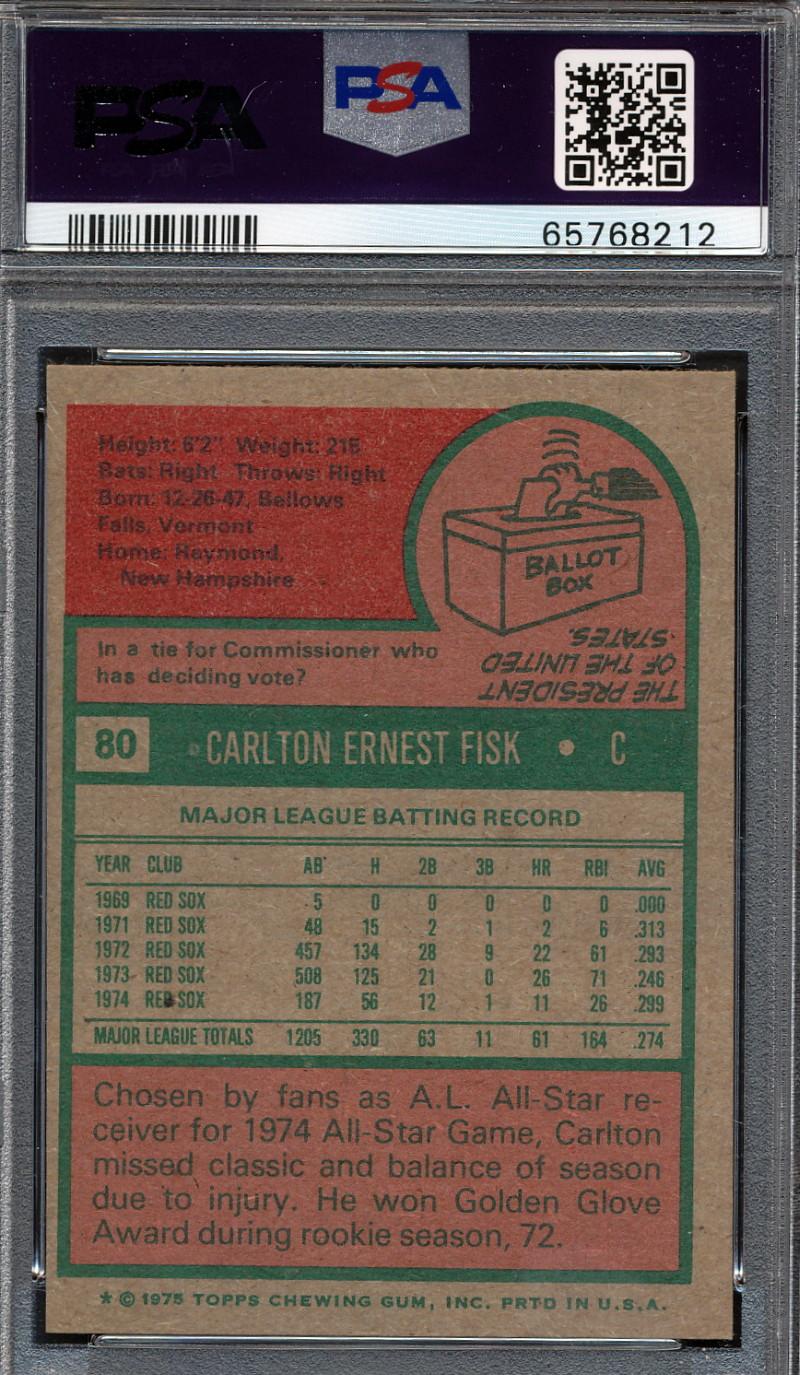 PSA
PSA
65768212
Height: 6'2" Weight: 215
Bats: Right Throws: Right
Born: 12-26-47, Bellows
Falls, Vermont
Home: Raymond,
New Hampshire
BALLOT
BOX
In a tie for Commissioner who
has deciding vote?
THE PRESIDENT
OF THE UNITED
STATES.
80 CARLTON ERNEST FISK • C
MAJOR LEAGUE BATTING RECORD
YEAR CLUB AB H 2B 3B HR RBI AVG
1969 RED SOX 5 0 0 0 0 0 .000
1971 RED SOX 48 15 2 1 2 6 .313
1972 RED SOX 457 134 28 9 22 61 .293
1973 RED SOX 508 125 21 0 26 71 .246
1974 RED SOX 187 56 12 1 11 26 .299
MAJOR LEAGUE TOTALS 1205 330 63 11 61 164 .274
Chosen by fans as A.L. All-Star re-
ceiver for 1974 All-Star Game, Carlton
missed classic and balance of season
due to injury. He won Golden Glove
Award during rookie season, 72.
* © 1975 TOPPS CHEWING GUM, INC. PRTD IN U.S.A.